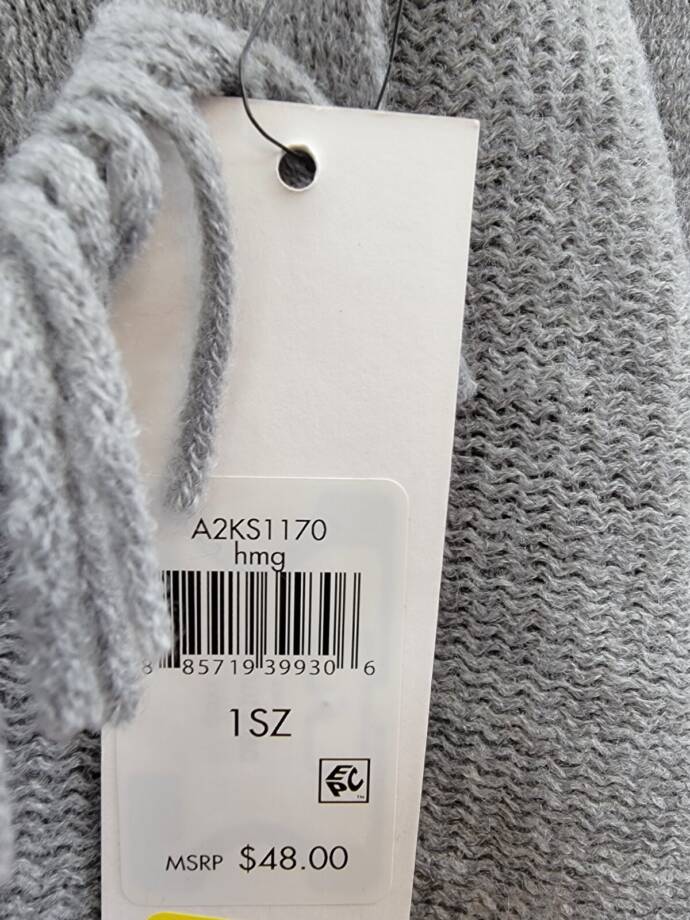 A2KS1170
hmg
8 85719 39930 6
1SZ
EPC
MSRP $48.00